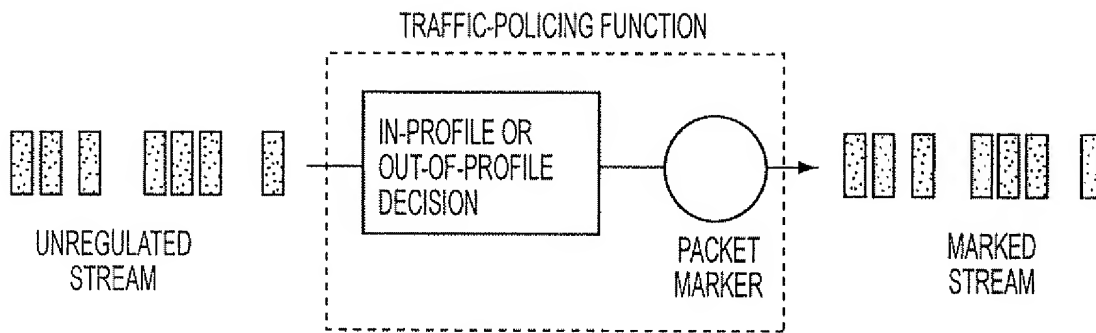 TRAFFIC-POLICING FUNCTION
IN-PROFILE OR
OUT-OF-PROFILE
DECISION
UNREGULATED
STREAM
PACKET
MARKER
MARKED
STREAM